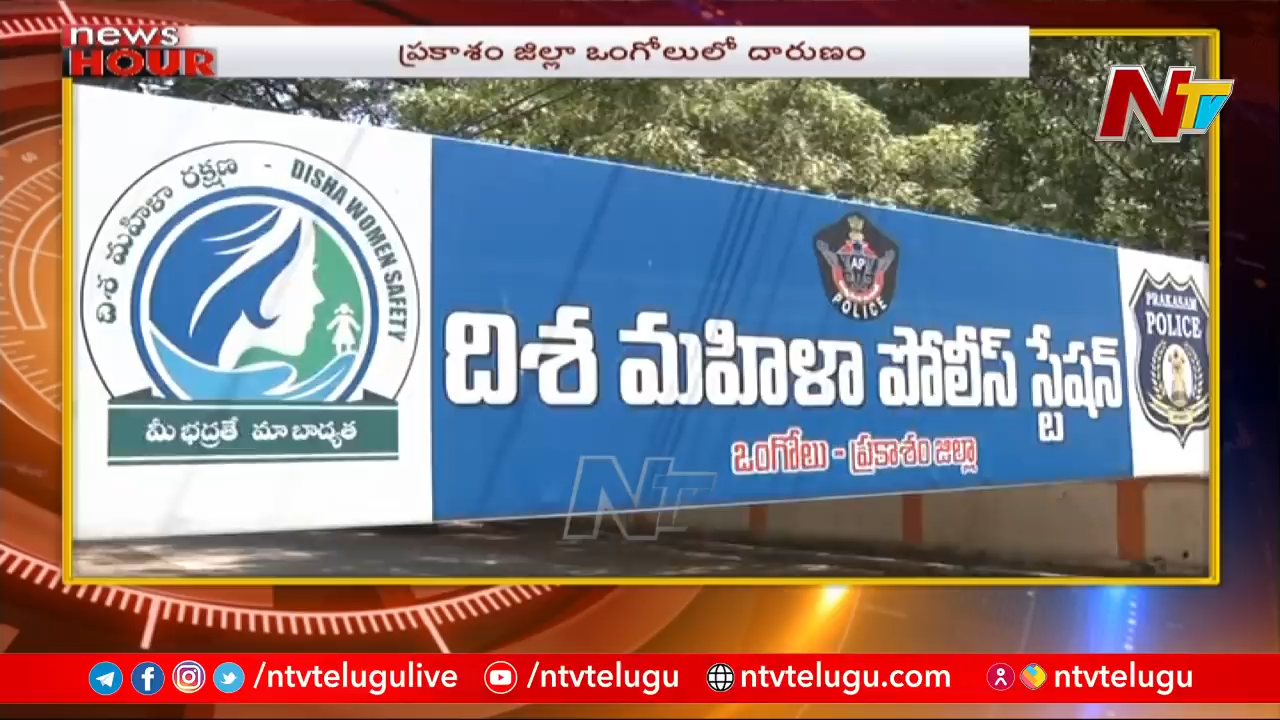 news
HOUR
ప్రకాశం జిల్లా ఒంగోలులో దారుణం
NTV
దిశ మహిళా రక్షణ - DISHA WOMEN SAFETY
మీ భద్రతే మా బాధ్యత
AP
POLICE
దిశ మహిళా పోలీస్ స్టేషన్
ఒంగోలు - ప్రకాశం జిల్లా
PRAKASAM
POLICE
NTV
/ntvtelugulive /ntvtelugu ntvtelugu.com ntvtelugu